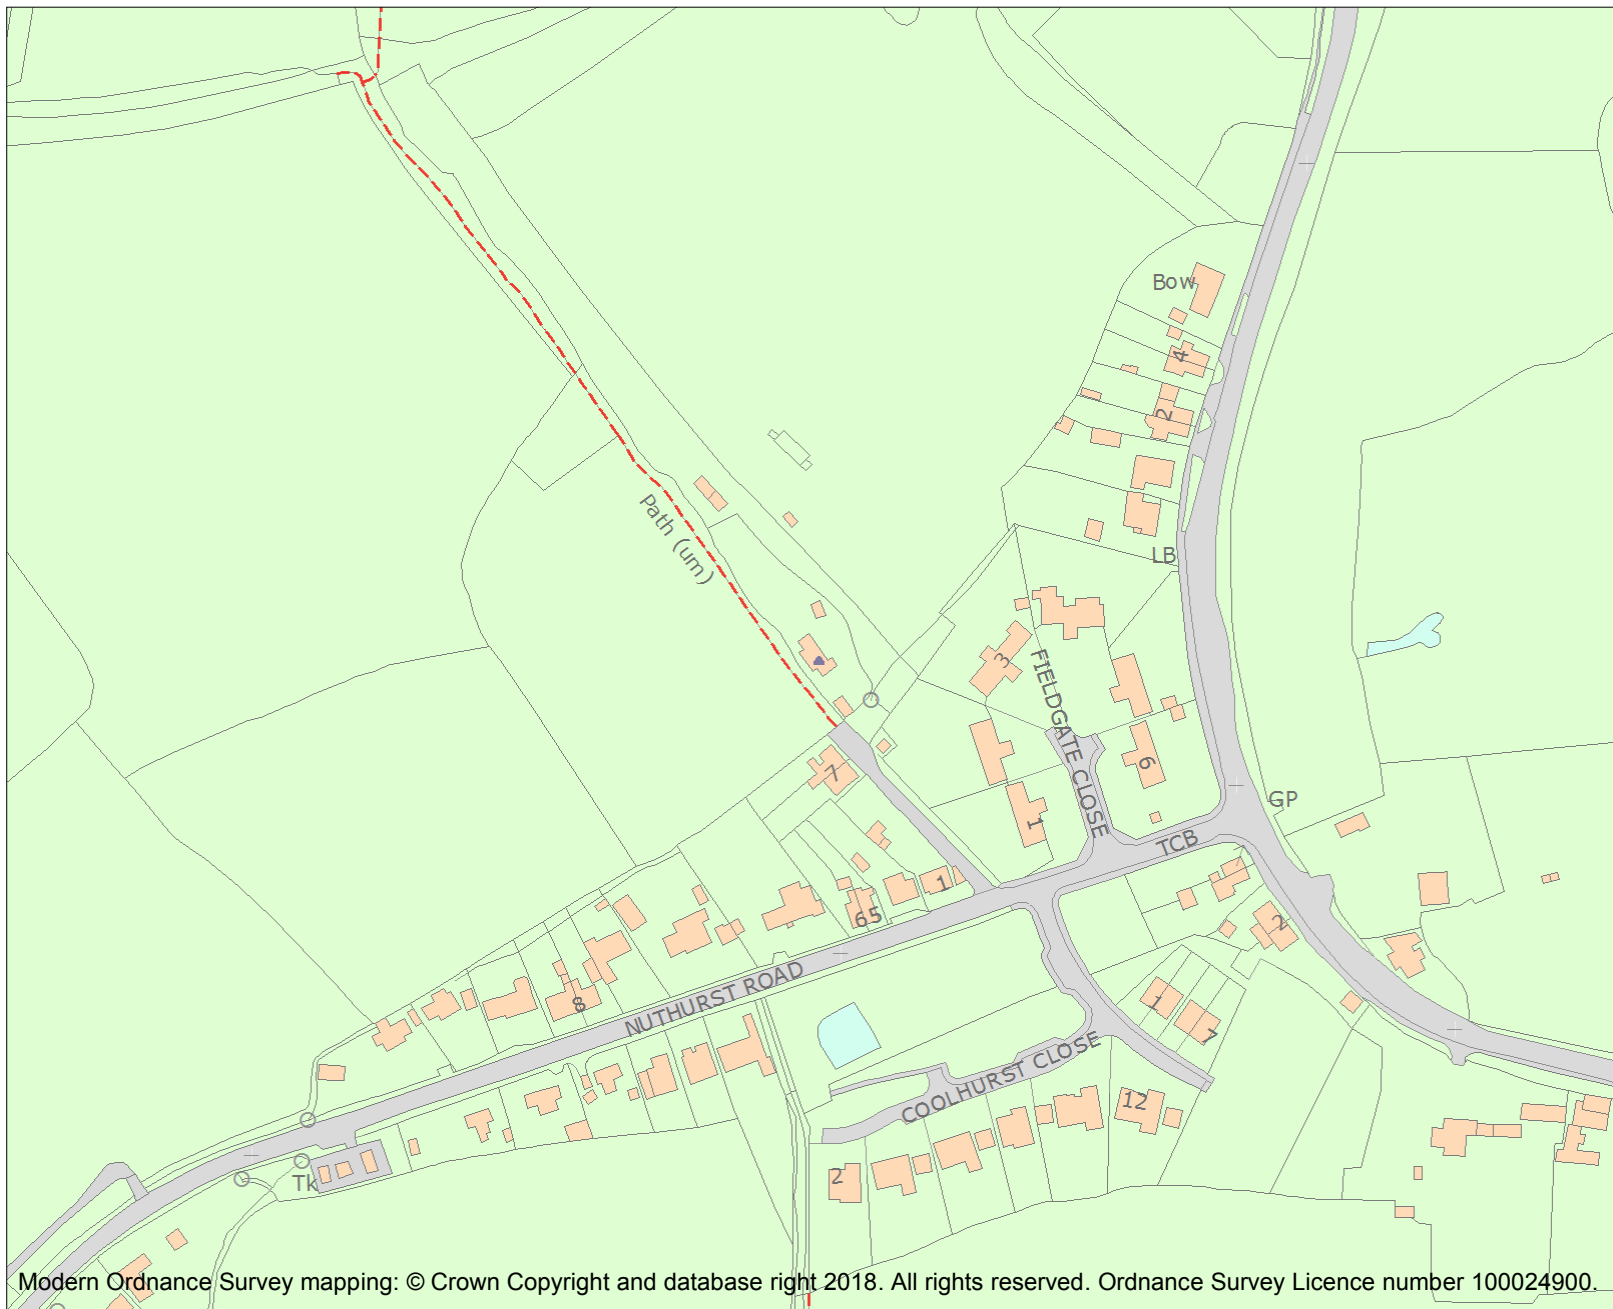 Bow
4
2
Path (um)
LB
3
FIELDGATE CLOSE
6
7
GP
1
TCB
1
65
2
NUTHURST ROAD
8
1
7
COOLHURST CLOSE
12
2
Tk
Modern Ordnance Survey mapping: © Crown Copyright and database right 2018. All rights reserved. Ordnance Survey Licence number 100024900.